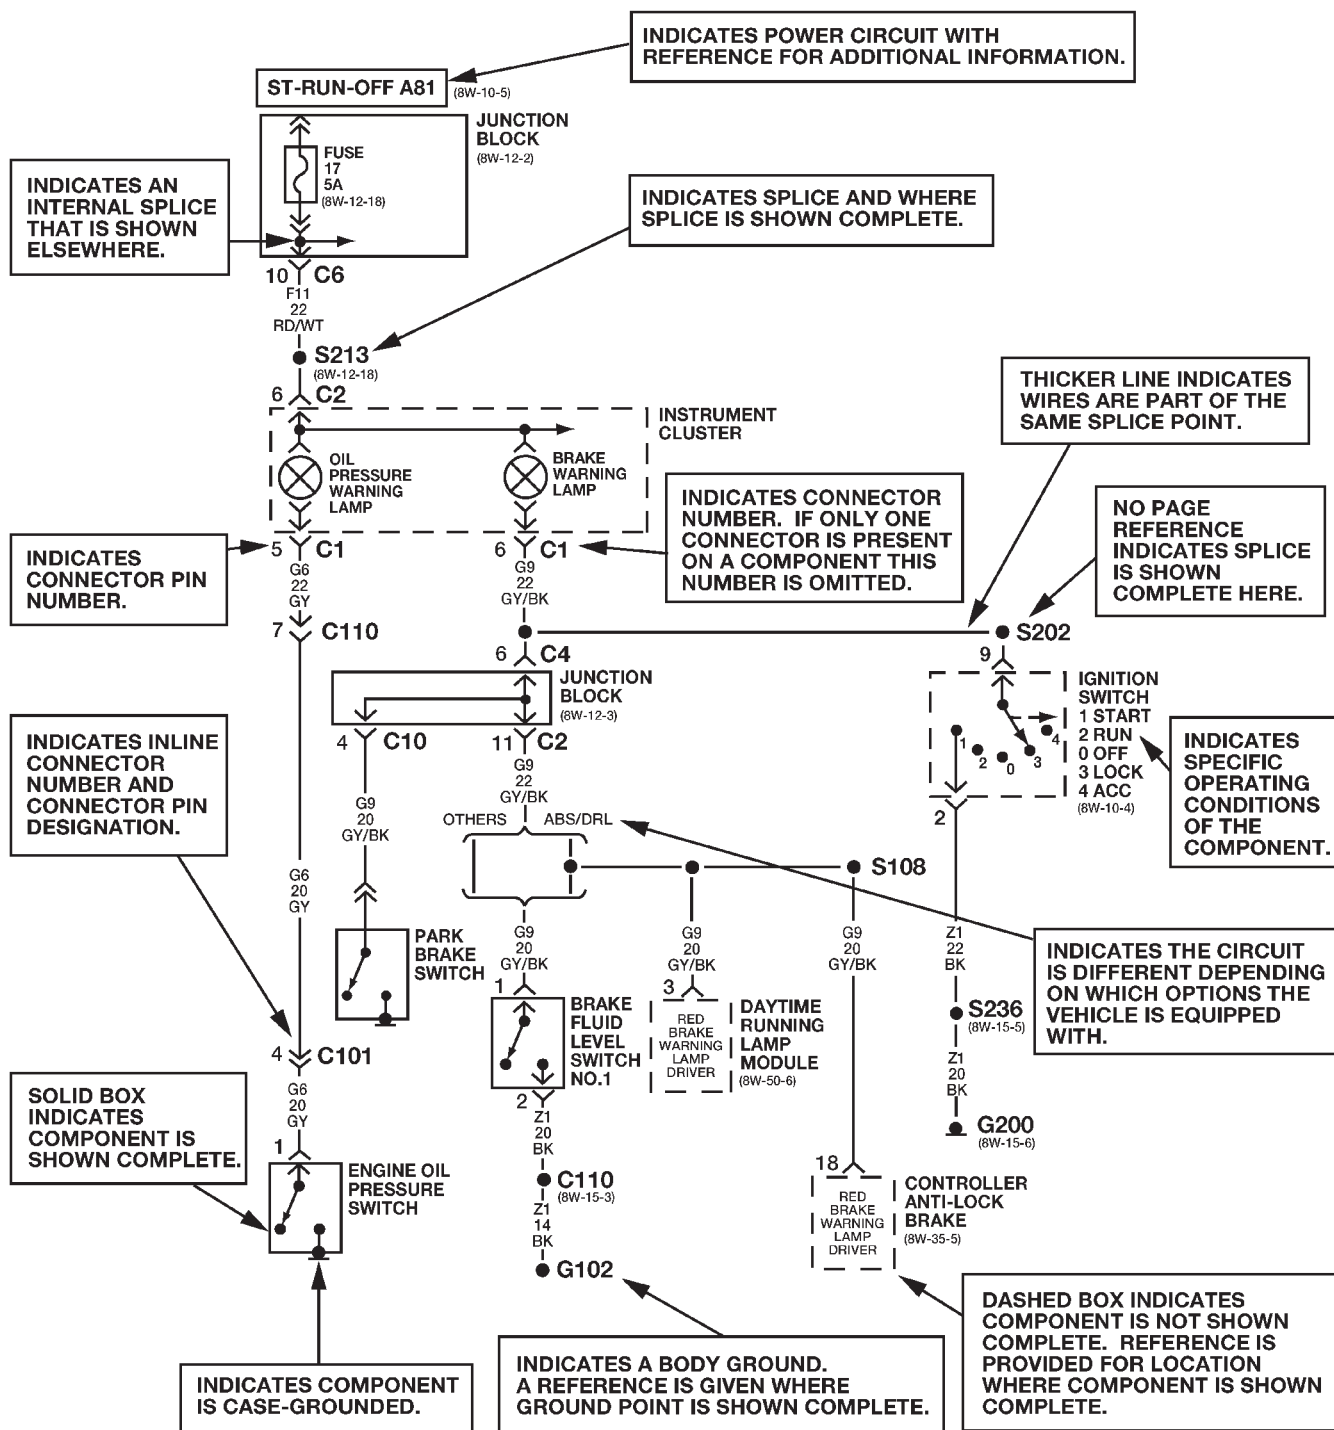 INDICATES POWER CIRCUIT WITH
REFERENCE FOR ADDITIONAL INFORMATION.
ST-RUN-OFF A81
(8W-10-5)
JUNCTION
BLOCK
(8W-12-2)
FUSE
17
5A
(8W-12-18)
INDICATES AN
INTERNAL SPLICE
THAT IS SHOWN
ELSEWHERE.
INDICATES SPLICE AND WHERE
SPLICE IS SHOWN COMPLETE.
10 C6
F11
22
RD/WT
S213
(8W-12-18)
6 C2
INSTRUMENT
CLUSTER
OIL
PRESSURE
WARNING
LAMP
BRAKE
WARNING
LAMP
THICKER LINE INDICATES
WIRES ARE PART OF THE
SAME SPLICE POINT.
INDICATES CONNECTOR
NUMBER. IF ONLY ONE
CONNECTOR IS PRESENT
ON A COMPONENT THIS
NUMBER IS OMITTED.
NO PAGE
REFERENCE
INDICATES SPLICE
IS SHOWN
COMPLETE HERE.
INDICATES
CONNECTOR PIN
NUMBER.
5 C1
G6
22
GY
7 C110
6 C1
G9
22
GY/BK
S202
6 C4
JUNCTION
BLOCK
(8W-12-3)
4 C10
11 C2
G9
20
GY/BK
G9
22
GY/BK
9
IGNITION
SWITCH
1 START
2 RUN
0 OFF
3 LOCK
4 ACC
(8W-10-4)
1
2
0
3
4
2
INDICATES
SPECIFIC
OPERATING
CONDITIONS
OF THE
COMPONENT.
INDICATES INLINE
CONNECTOR
NUMBER AND
CONNECTOR PIN
DESIGNATION.
OTHERS
ABS/DRL
S108
G6
20
GY
PARK
BRAKE
SWITCH
G9
20
GY/BK
G9
20
GY/BK
G9
20
GY/BK
Z1
22
BK
INDICATES THE CIRCUIT
IS DIFFERENT DEPENDING
ON WHICH OPTIONS THE
VEHICLE IS EQUIPPED
WITH.
1
BRAKE
FLUID
LEVEL
SWITCH
NO.1
3
RED
BRAKE
WARNING
LAMP
DRIVER
DAYTIME
RUNNING
LAMP
MODULE
(8W-50-6)
S236
(8W-15-5)
Z1
20
BK
G200
(8W-15-6)
4 C101
G6
20
GY
SOLID BOX
INDICATES
COMPONENT IS
SHOWN COMPLETE.
1
ENGINE OIL
PRESSURE
SWITCH
2
Z1
20
BK
C110
(8W-15-3)
Z1
14
BK
G102
18
RED
BRAKE
WARNING
LAMP
DRIVER
CONTROLLER
ANTI-LOCK
BRAKE
(8W-35-5)
INDICATES COMPONENT
IS CASE-GROUNDED.
INDICATES A BODY GROUND.
A REFERENCE IS GIVEN WHERE
GROUND POINT IS SHOWN COMPLETE.
DASHED BOX INDICATES
COMPONENT IS NOT SHOWN
COMPLETE. REFERENCE IS
PROVIDED FOR LOCATION
WHERE COMPONENT IS SHOWN
COMPLETE.